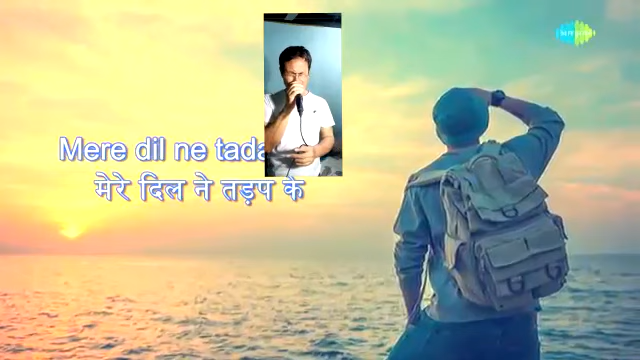 Mere dil ne tada
मेरे दिल ने तड़प के